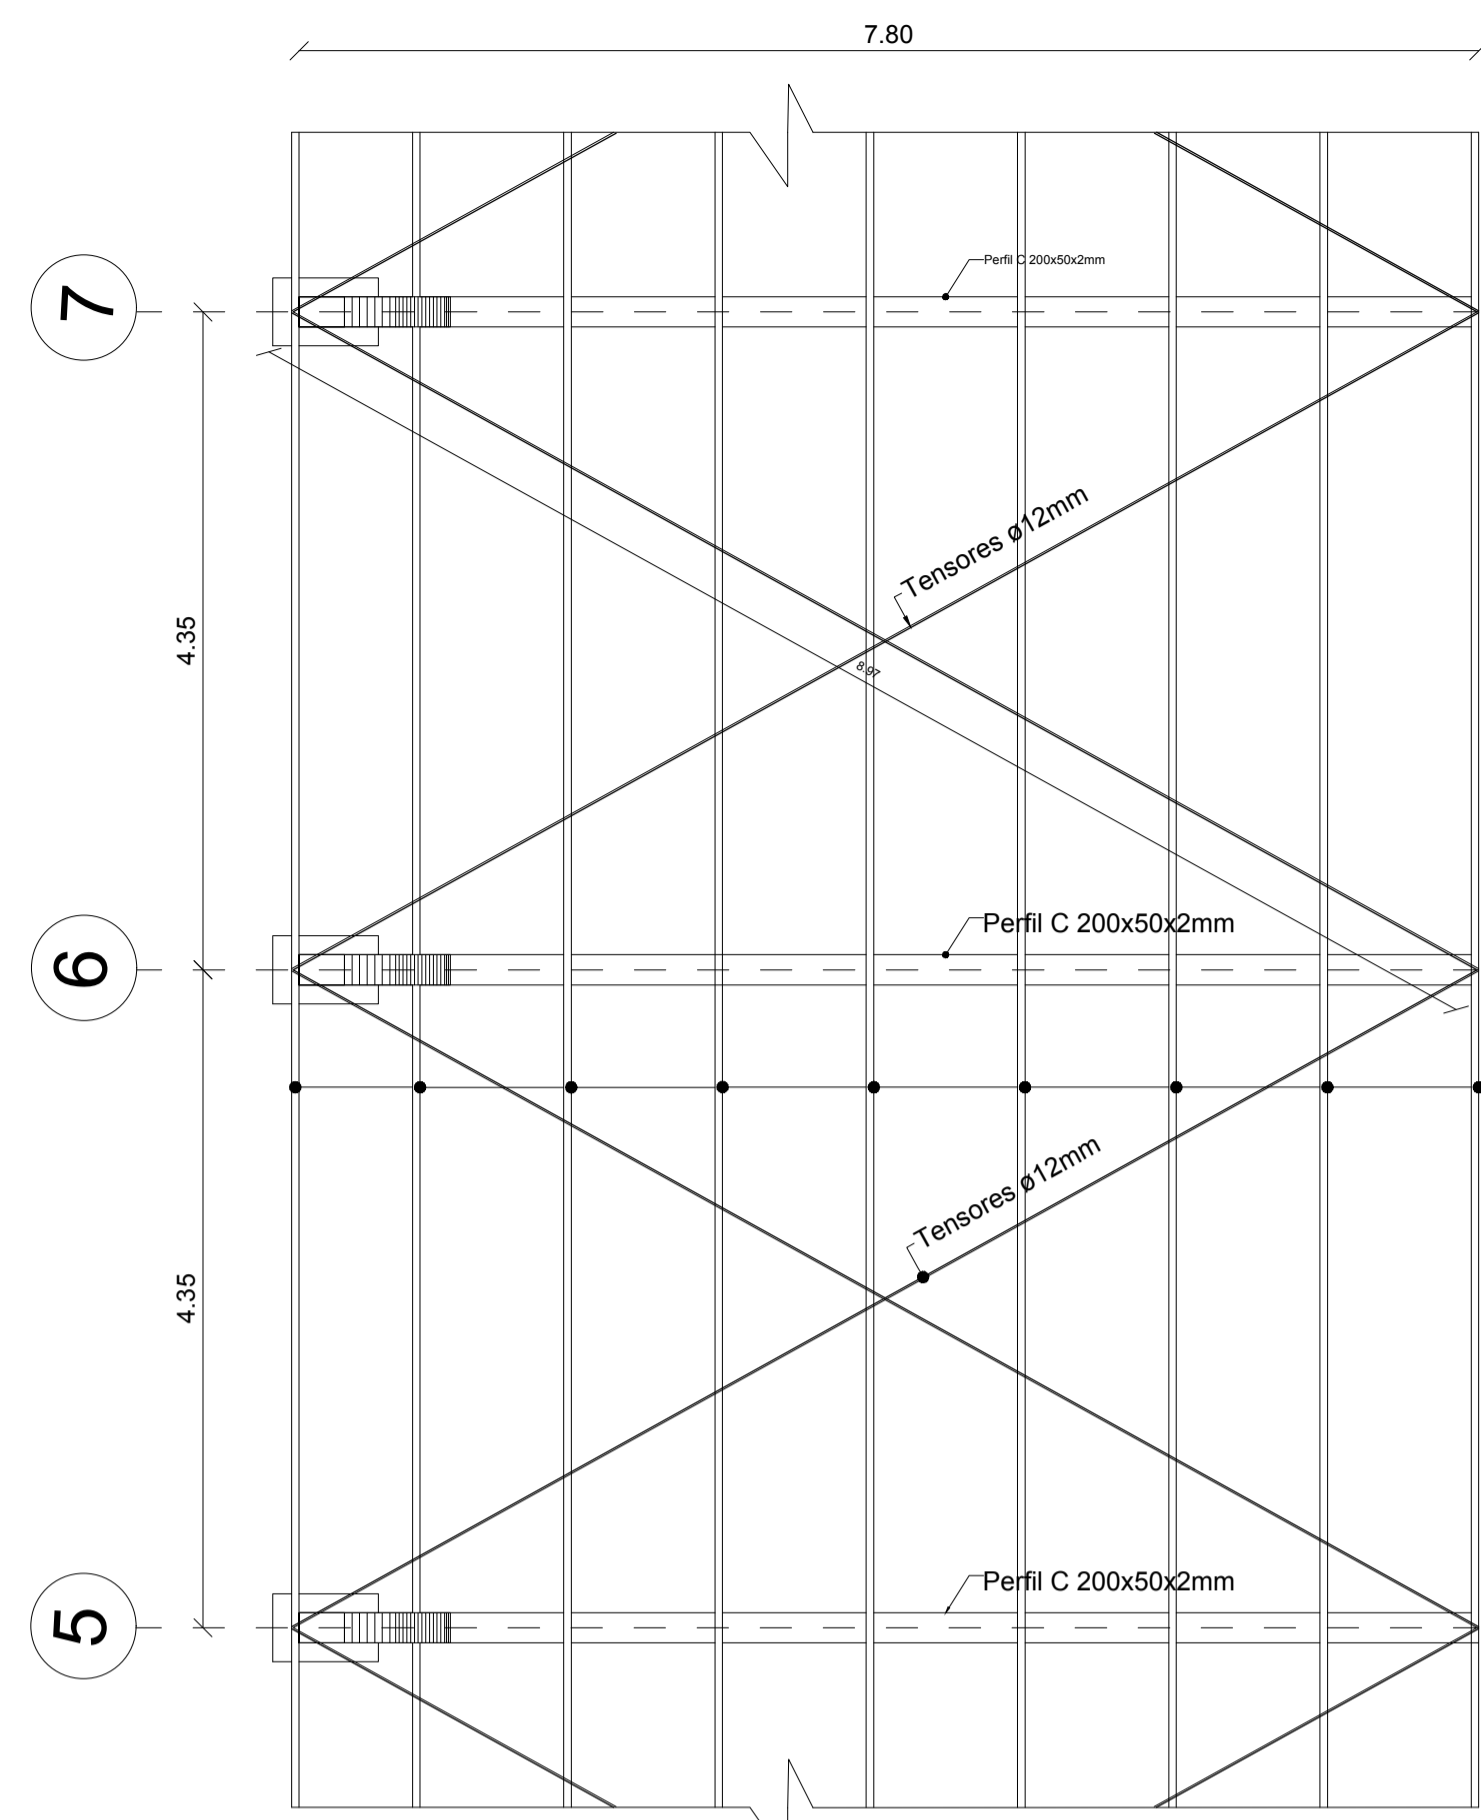 7.80
7
Perfil C 200x50x2mm
Tensores ø12mm
4.35
8.97
6
Perfil C 200x50x2mm
Tensores ø12mm
4.35
5
Perfil C 200x50x2mm